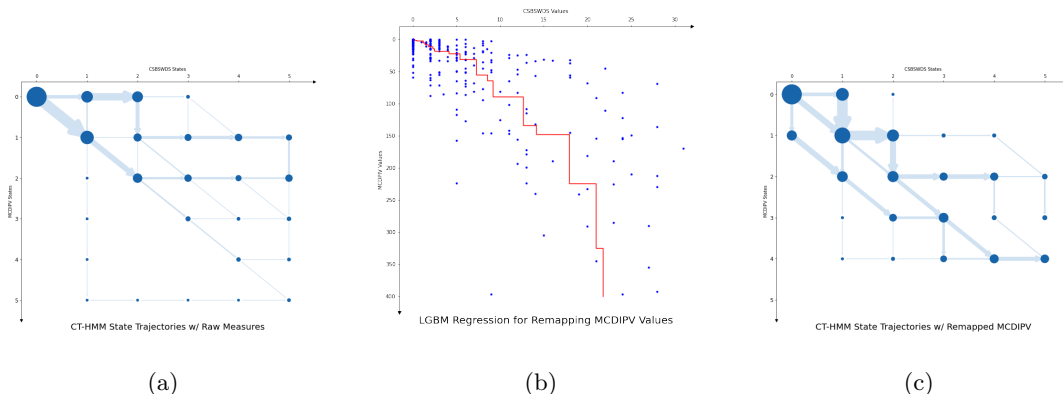 CSBSWDS States
0 1 2 3 4 5
MCDIPV States
0
1
2
3
4
5
CT-HMM State Trajectories w/ Raw Measures
(a)
CSBSWDS Values
0 5 10 15 20 25 30
MCDIPV Values
0
50
100
150
200
250
300
350
400
LGBM Regression for Remapping MCDIPV Values
(b)
CSBSWDS States
0 1 2 3 4 5
MCDIPV States
0
1
2
3
4
5
CT-HMM State Trajectories w/ Remapped MCDIPV
(c)